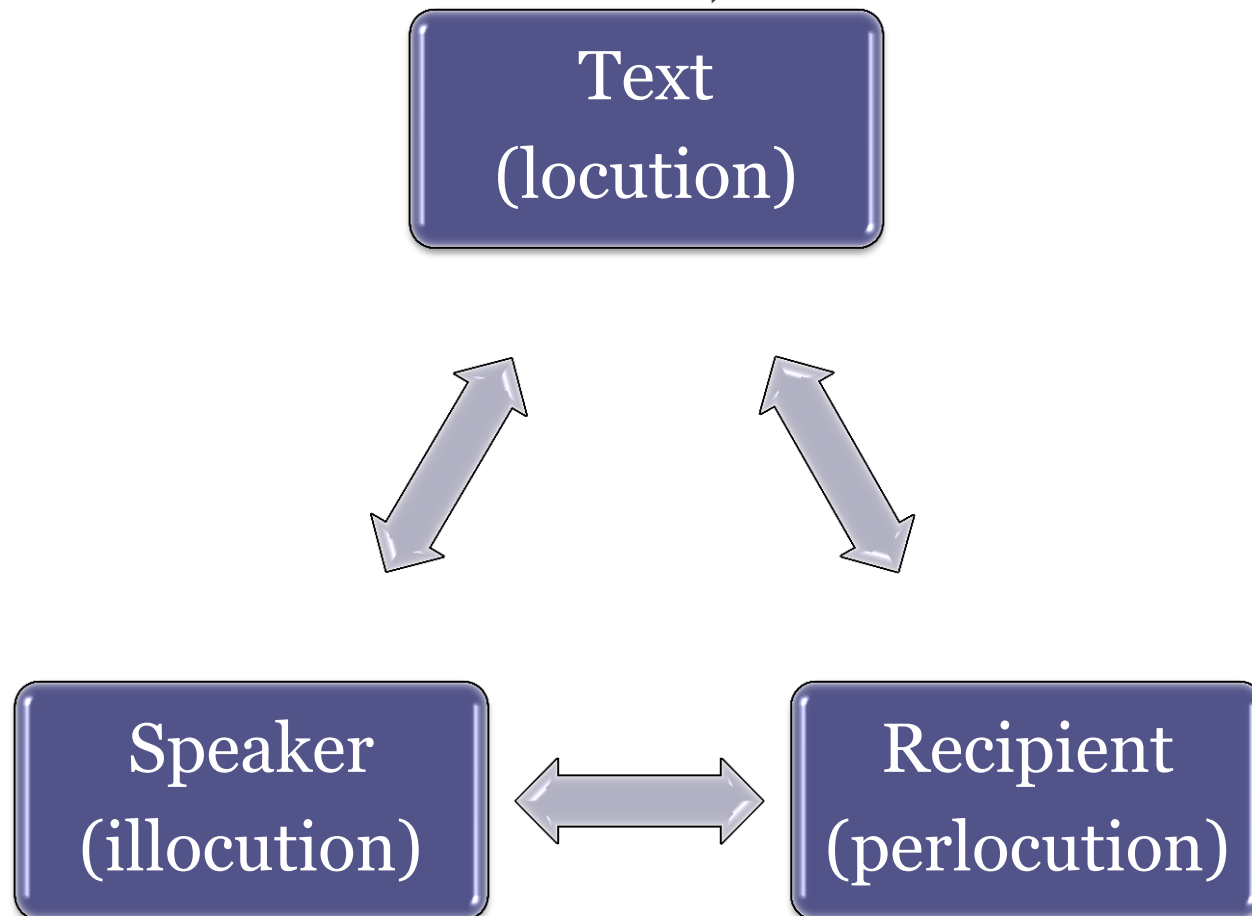 Text
(locution)
Speaker
(illocution)
Recipient
(perlocution)